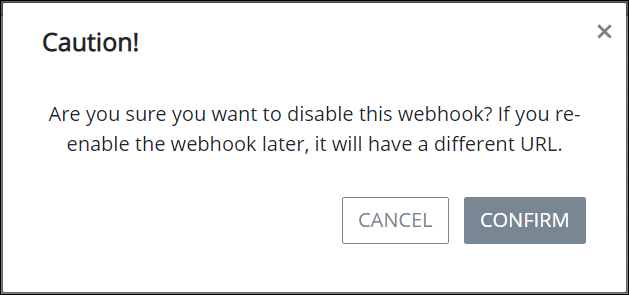 Caution!
×
Are you sure you want to disable this webhook? If you re-
enable the webhook later, it will have a different URL.
CANCEL CONFIRM